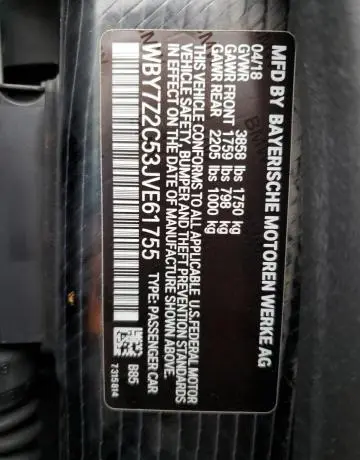 MFD BY BAYERISCHE MOTOREN WERKE AG
04/18
GVWR 3858 lbs 1750 kg
GAWR FRONT 1759 lbs 798 kg
GAWR REAR 2205 lbs 1000 kg
THIS VEHICLE CONFORMS TO ALL APPLICABLE U.S. FEDERAL MOTOR
VEHICLE SAFETY, BUMPER AND THEFT PREVENTION STANDARDS
IN EFFECT ON THE DATE OF MANUFACTURE SHOWN ABOVE.
WBY7Z2C53JVE61755 TYPE: PASSENGER CAR
B85
7315814